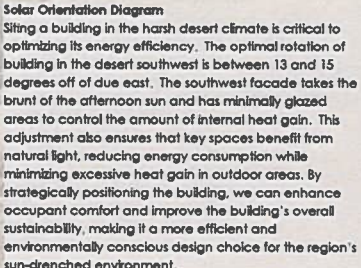 Solar Orientation Diagram
Siting a building in the harsh desert climate is critical to
optimizing its energy efficiency. The optimal rotation of
building in the desert southwest is between 13 and 15
degrees off of due east. The southwest facade takes the
brunt of the afternoon sun and has minimally glazed
areas to control the amount of internal heat gain. This
adjustment also ensures that key spaces benefit from
natural light, reducing energy consumption while
minimizing excessive heat gain in outdoor areas. By
strategically positioning the building, we can enhance
occupant comfort and improve the building's overall
sustainability, making it a more efficient and
environmentally conscious design choice for the region's
sun-drenched environment